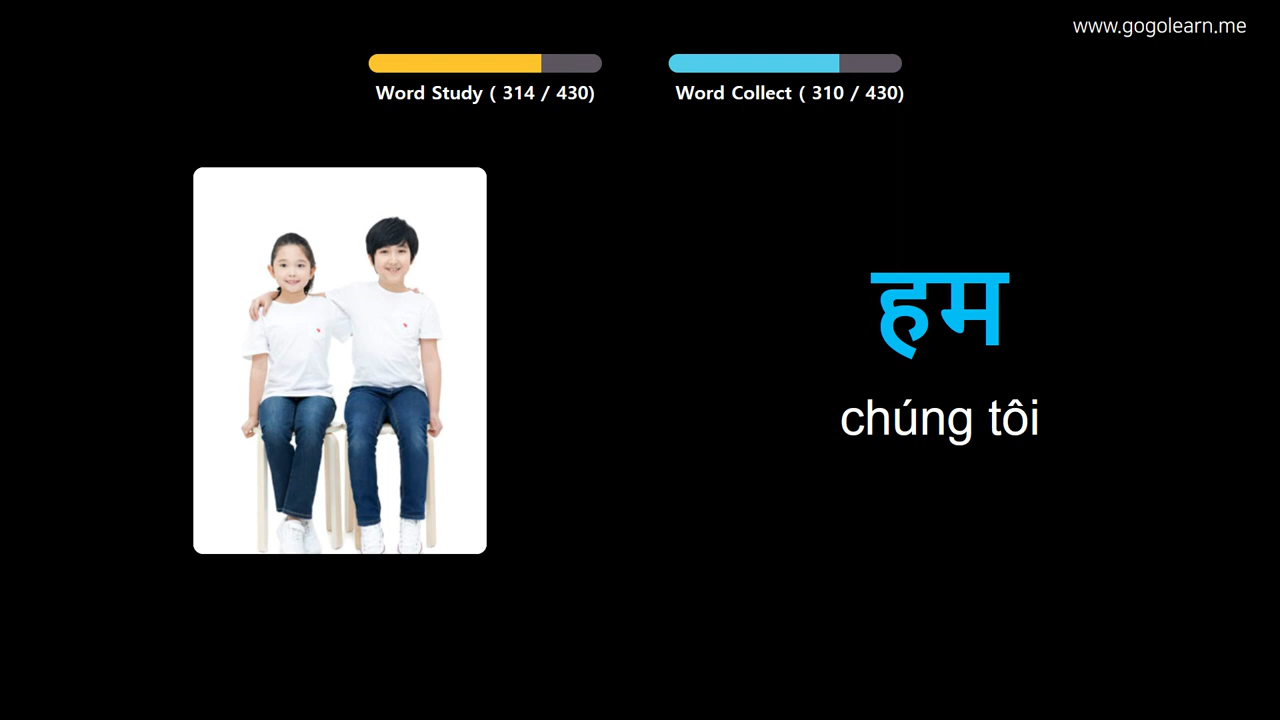 www.gogolearn.me
Word Study ( 314 / 430)
Word Collect ( 310 / 430)
हम
chúng tôi